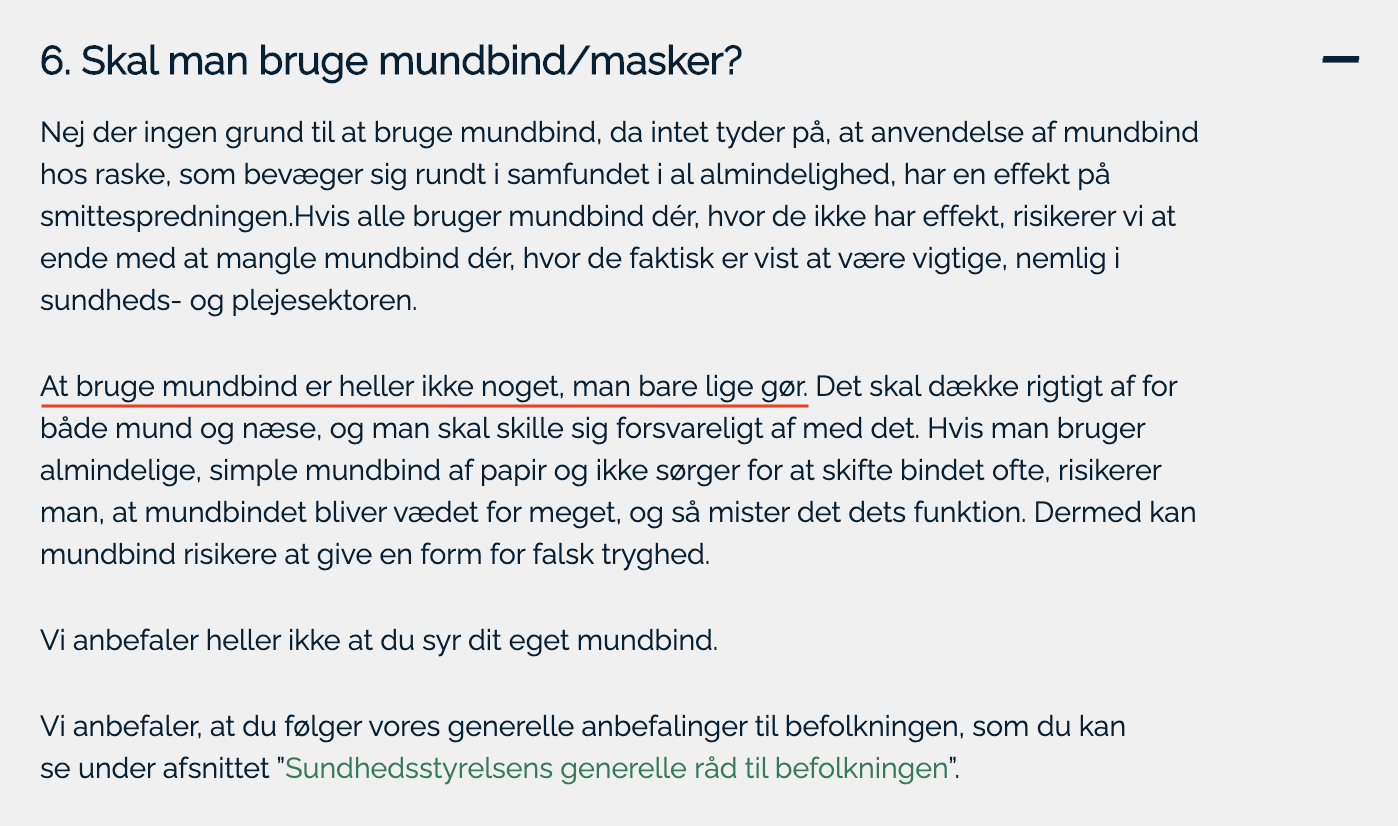 6. Skal man bruge mundbind/masker?
Nej der ingen grund til at bruge mundbind, da intet tyder på, at anvendelse af mundbind
hos raske, som bevæger sig rundt i samfundet i al almindelighed, har en effekt på
smittespredningen.Hvis alle bruger mundbind dér, hvor de ikke har effekt, risikerer vi at
ende med at mangle mundbind dér, hvor de faktisk er vist at være vigtige, nemlig i
sundheds- og plejesektoren.
At bruge mundbind er heller ikke noget, man bare lige gør. Det skal dække rigtigt af for
både mund og næse, og man skal skille sig forsvareligt af med det. Hvis man bruger
almindelige, simple mundbind af papir og ikke sørger for at skifte bindet ofte, risikerer
man, at mundbindet bliver vædet for meget, og så mister det dets funktion. Dermed kan
mundbind risikere at give en form for falsk tryghed.
Vi anbefaler heller ikke at du syr dit eget mundbind.
Vi anbefaler, at du følger vores generelle anbefalinger til befolkningen, som du kan
se under afsnittet ”Sundhedsstyrelsens generelle råd til befolkningen”.